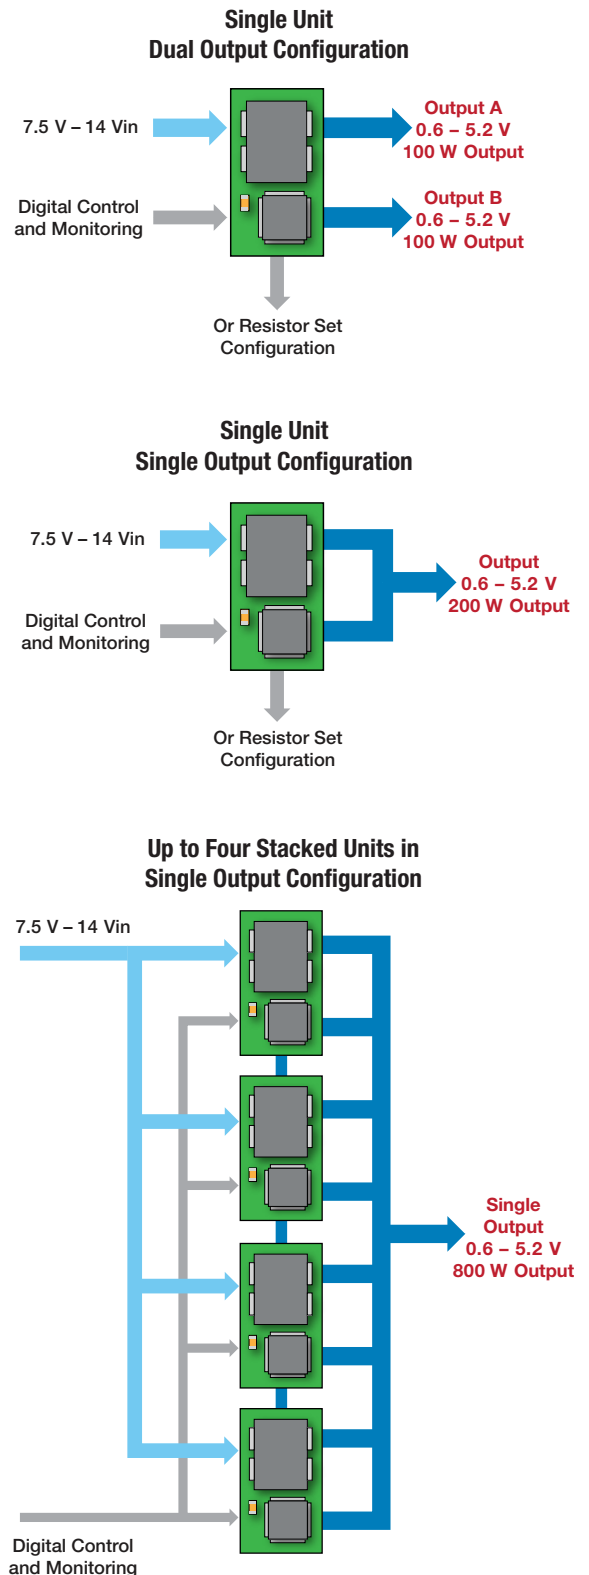 Single Unit
Dual Output Configuration
7.5 V – 14 Vin
Output A
0.6 – 5.2 V
100 W Output
Digital Control
and Monitoring
Output B
0.6 – 5.2 V
100 W Output
Or Resistor Set
Configuration
Single Unit
Single Output Configuration
7.5 V – 14 Vin
Output
0.6 – 5.2 V
200 W Output
Digital Control
and Monitoring
Or Resistor Set
Configuration
Up to Four Stacked Units in
Single Output Configuration
7.5 V – 14 Vin
Single
Output
0.6 – 5.2 V
800 W Output
Digital Control
and Monitoring